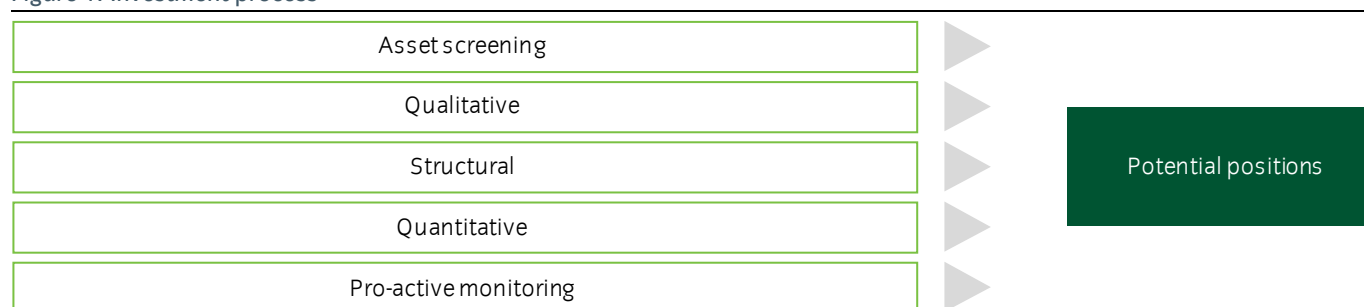 Asset screening
Qualitative
Structural
Potential positions
Quantitative
Pro-active monitoring